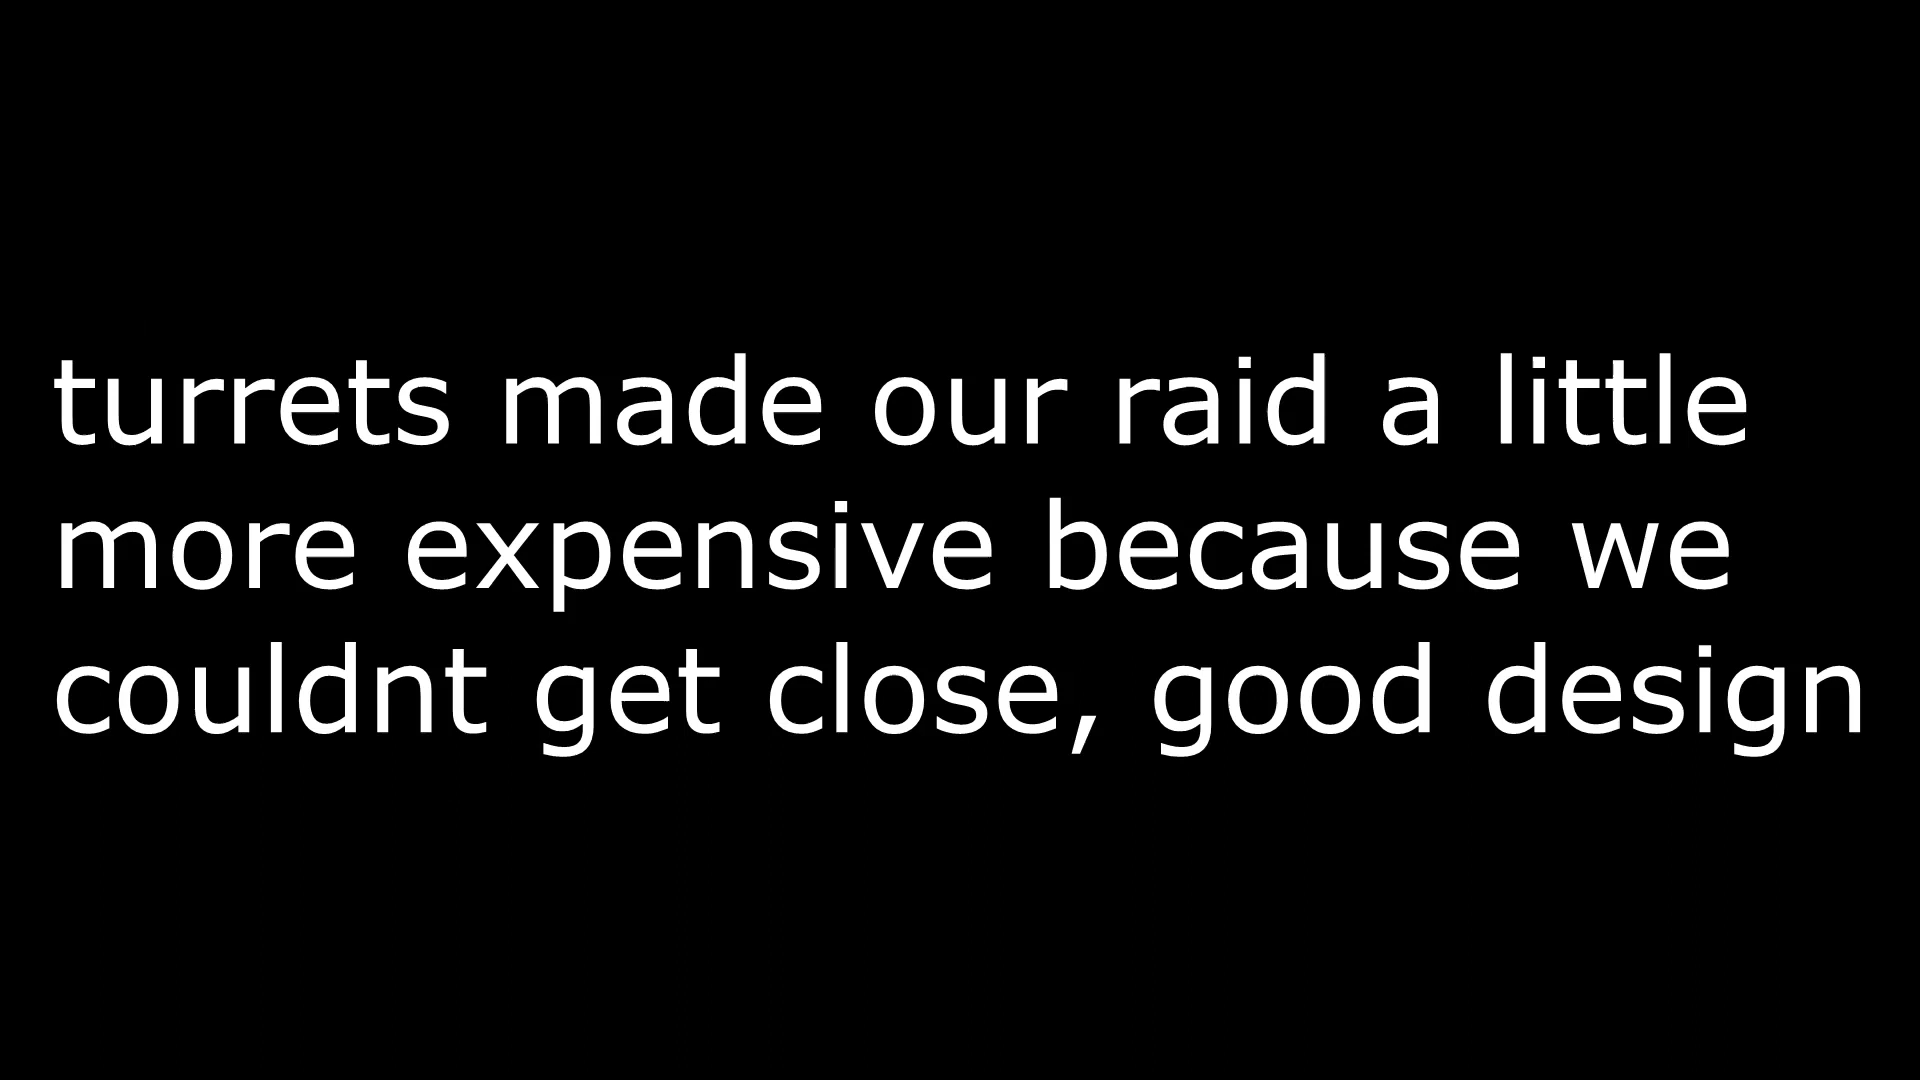 turrets made our raid a little
more expensive because we
couldnt get close, good design